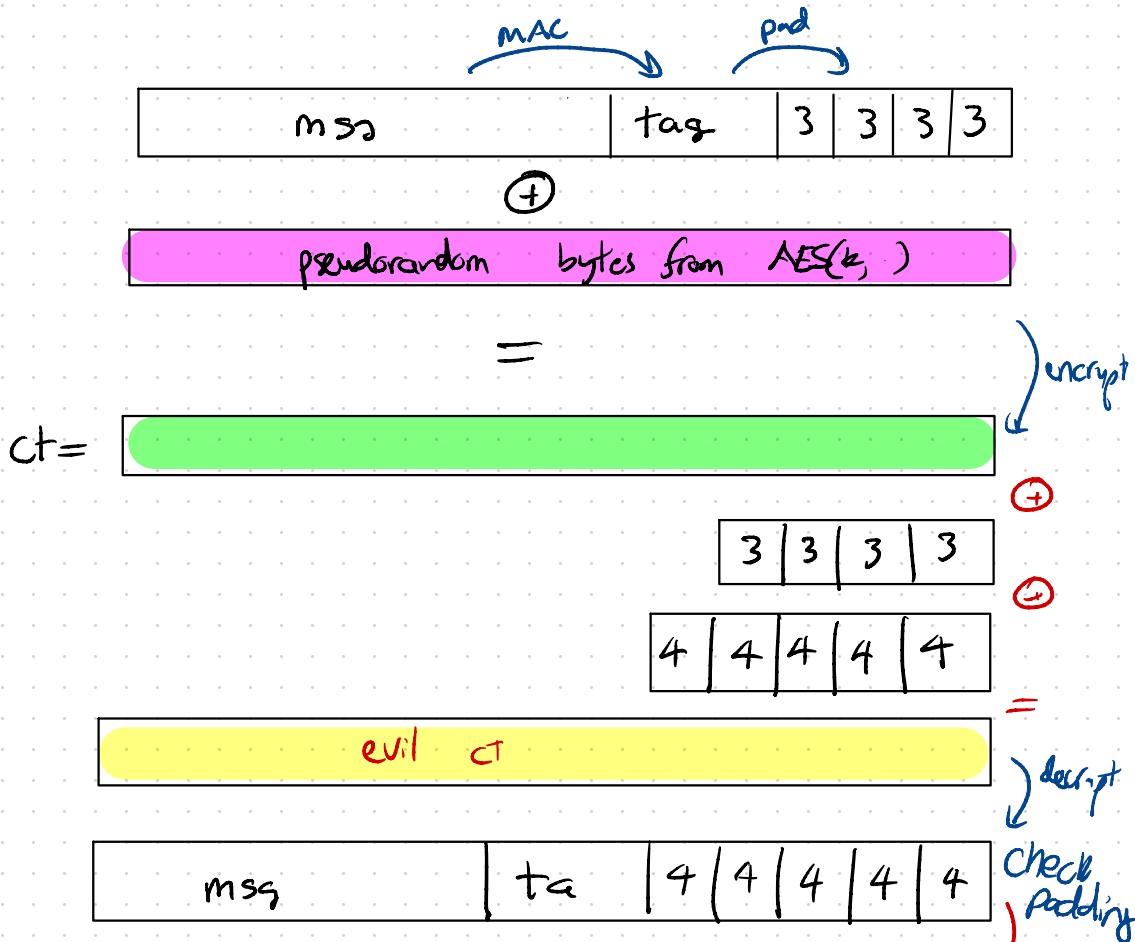 MAC pad
msg tag 3 3 3 3
+
pseudorandom bytes from AES(k, )
=
encrypt
ct=
+
3 3 3 3
+
4 4 4 4 4
=
evil ct
decrypt
msg ta 4 4 4 4 4
check
padding